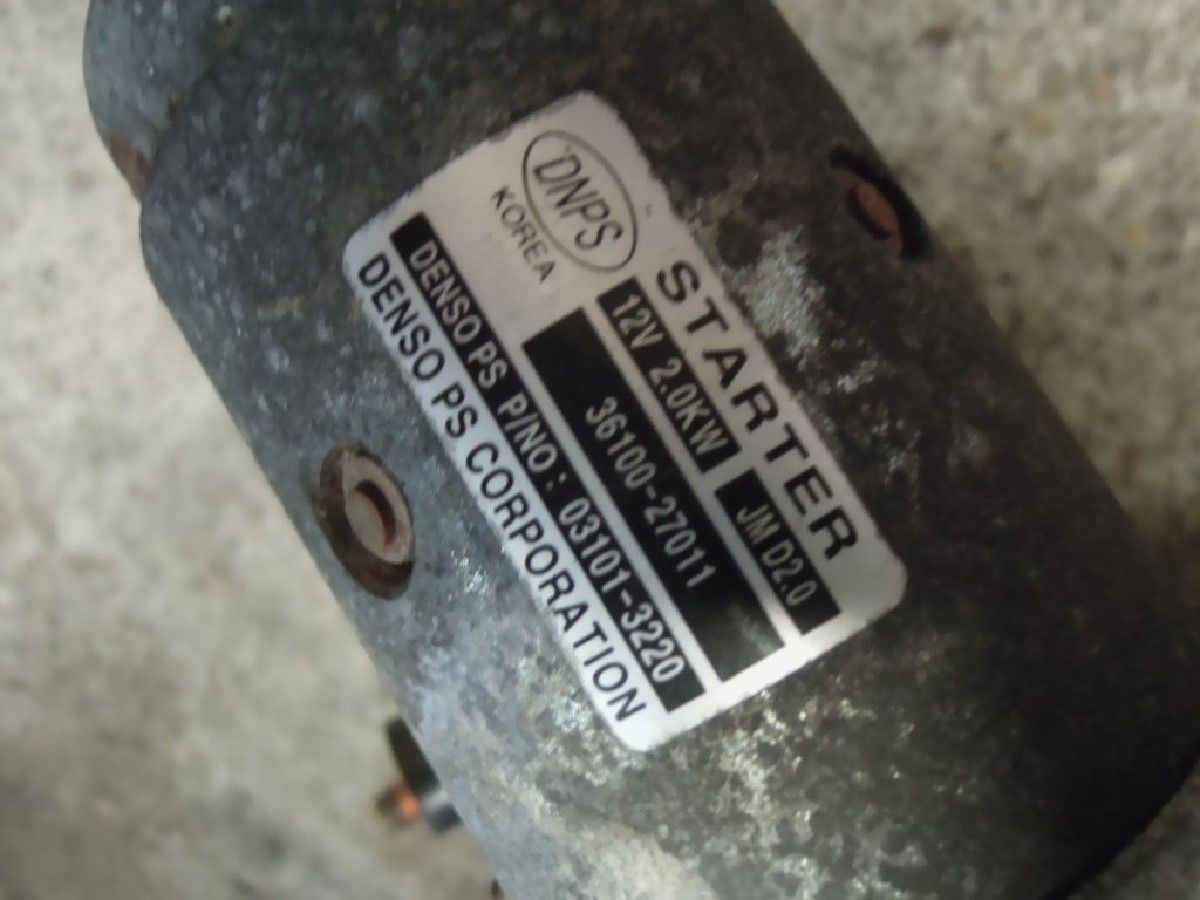 DNPS
KOREA
STARTER
12V 2.0KW
JM D2.0
36100-27011
DENSO PS P/NO : 03101-3220
DENSO PS CORPORATION